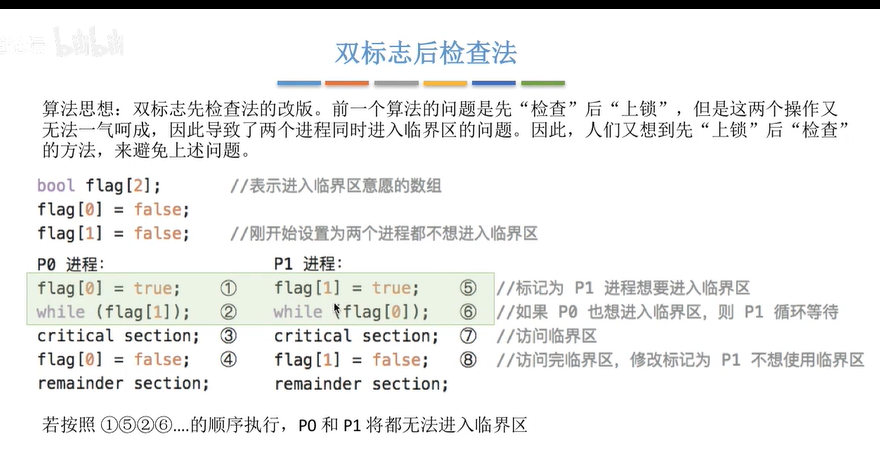 bilibili
双标志后检查法
算法思想：双标志先检查法的改版。前一个算法的问题是先“检查”后“上锁”，但是这两个操作又
无法一气呵成，因此导致了两个进程同时进入临界区的问题。因此，人们又想到先“上锁”后“检查”
的方法，来避免上述问题。
bool flag[2]; //表示进入临界区意愿的数组
flag[0] = false;
flag[1] = false; //刚开始设置为两个进程都不想进入临界区
P0 进程: P1 进程:
flag[0] = true; ① flag[1] = true; ⑤ //标记为 P1 进程想要进入临界区
while (flag[1]); ② while (flag[0]); ⑥ //如果 P0 也想进入临界区，则 P1 循环等待
critical section; ③ critical section; ⑦ //访问临界区
flag[0] = false; ④ flag[1] = false; ⑧ //访问完临界区，修改标记为 P1 不想使用临界区
remainder section; remainder section;
若按照 ①⑤②⑥....的顺序执行，P0 和 P1 将都无法进入临界区